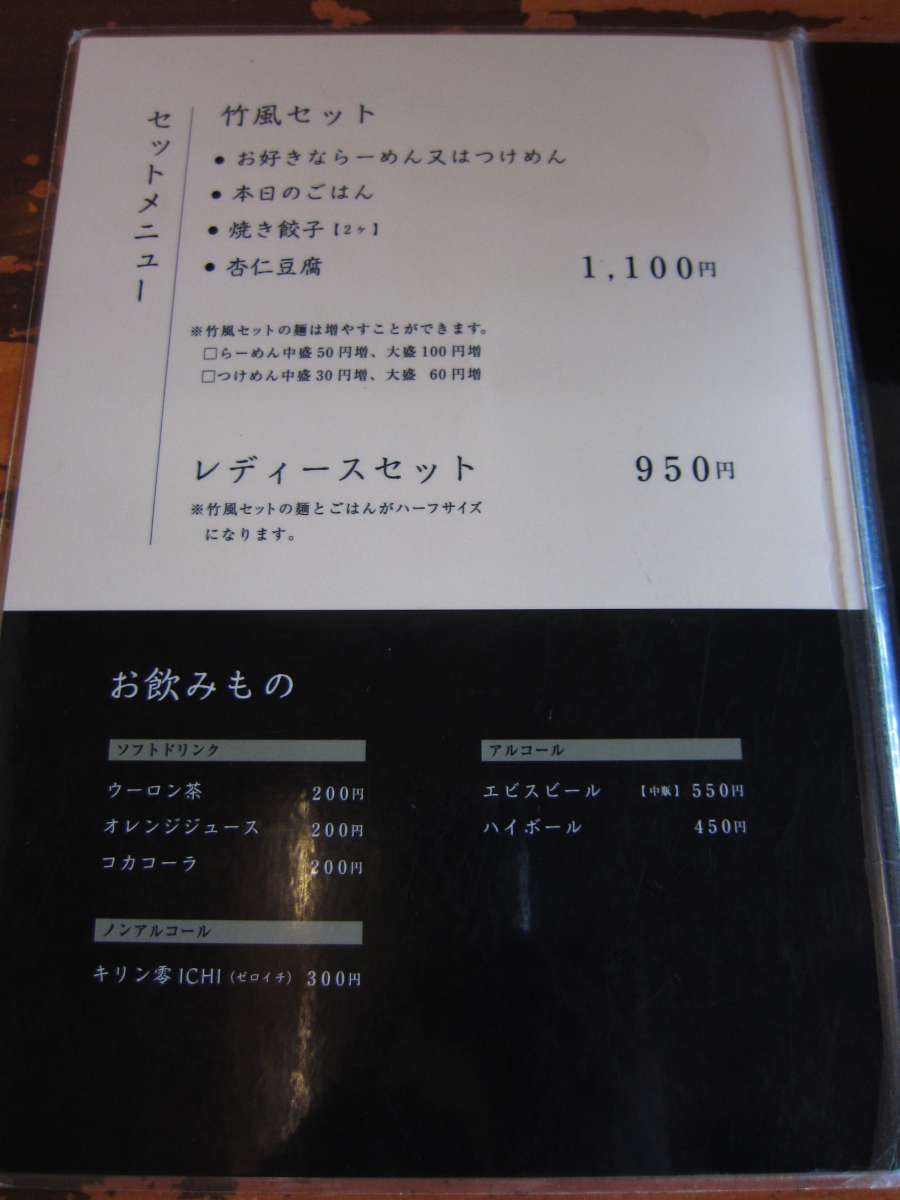 セットメニュー
竹風セット
● お好きならーめん又はつけめん
● 本日のごはん
● 焼き餃子【2ヶ】
● 杏仁豆腐 1,100円
※竹風セットの麺は増やすことができます。
□らーめん中盛50円増、大盛100円増
□つけめん中盛30円増、大盛 60円増
レディースセット 950円
※竹風セットの麺とごはんがハーフサイズ
になります。
お飲みもの
ソフトドリンク
ウーロン茶 200円
オレンジジュース 200円
コカコーラ 200円
ノンアルコール
キリン零ICHI（ゼロイチ） 300円
アルコール
エビスビール 【中瓶】 550円
ハイボール 450円